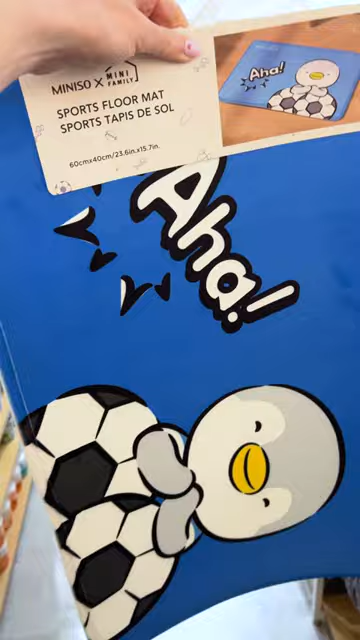 MINISO X MINI
FAMILY
SPORTS FLOOR MAT
SPORTS TAPIS DE SOL
60cmx40cm/23.6in.x15.7in.
Aha!
Aha!